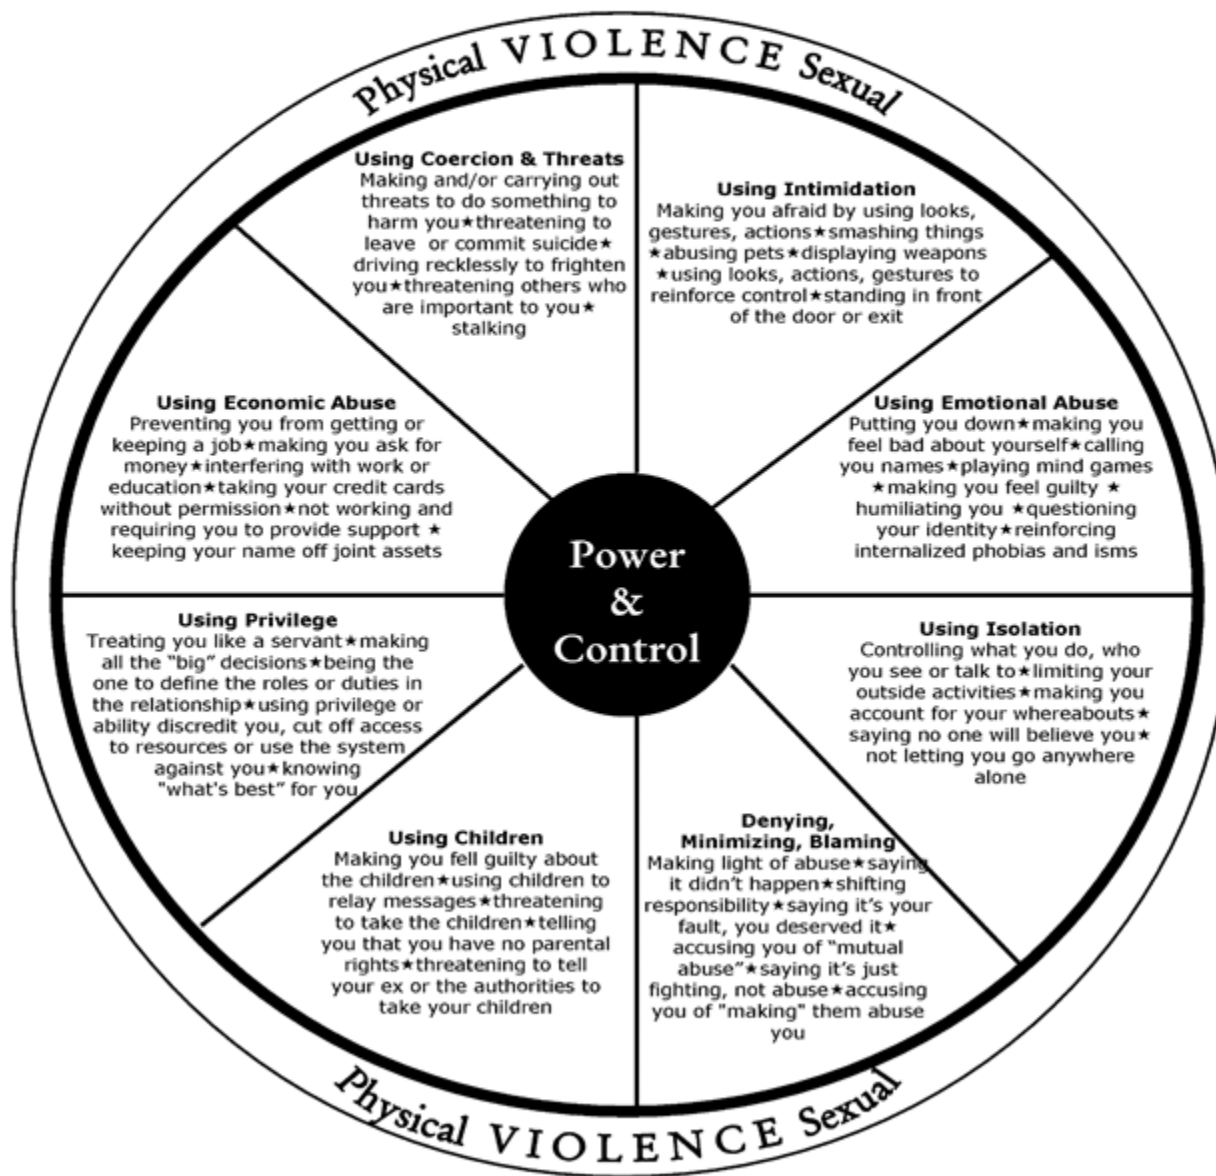 Physical VIOLENCE Sexual
Using Coercion & Threats
Making and/or carrying out
threats to do something to
harm you★threatening to
leave or commit suicide★
driving recklessly to frighten
you★threatening others who
are important to you★
stalking
Using Intimidation
Making you afraid by using looks,
gestures, actions★smashing things
★abusing pets★displaying weapons
★using looks, actions, gestures to
reinforce control★standing in front
of the door or exit
Using Economic Abuse
Preventing you from getting or
keeping a job★making you ask for
money★interfering with work or
education★taking your credit cards
without permission★not working and
requiring you to provide support ★
keeping your name off joint assets
Using Emotional Abuse
Putting you down★making you
feel bad about yourself★calling
you names★playing mind games
★making you feel guilty ★
humiliating you ★questioning
your identity★reinforcing
internalized phobias and isms
Power
&
Control
Using Privilege
Treating you like a servant★making
all the “big” decisions★being the
one to define the roles or duties in
the relationship★using privilege or
ability discredit you, cut off access
to resources or use the system
against you★knowing
"what's best” for you
Using Isolation
Controlling what you do, who
you see or talk to★limiting your
outside activities★making you
account for your whereabouts★
saying no one will believe you★
not letting you go anywhere
alone
Using Children
Making you fell guilty about
the children★using children to
relay messages★threatening
to take the children★telling
you that you have no parental
rights★threatening to tell
your ex or the authorities to
take your children
Denying,
Minimizing, Blaming
Making light of abuse★saying
it didn’t happen★shifting
responsibility★saying it’s your
fault, you deserved it★
accusing you of “mutual
abuse”★saying it’s just
fighting, not abuse★accusing
you of "making" them abuse
you
Physical VIOLENCE Sexual